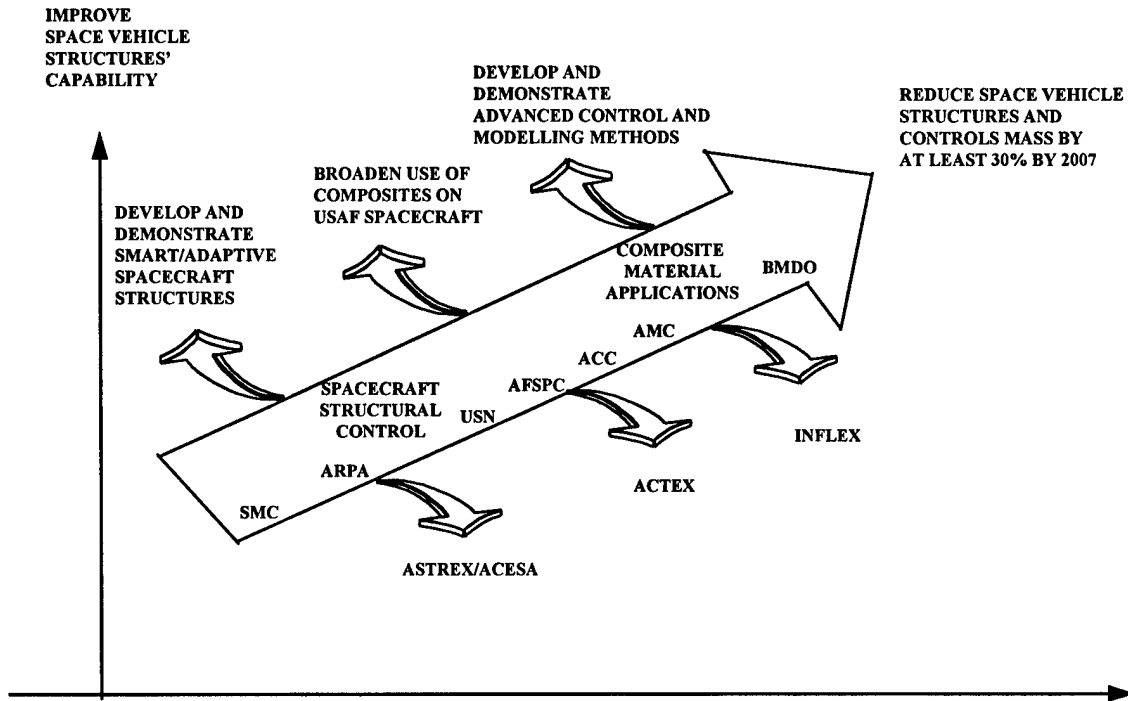 IMPROVE
SPACE VEHICLE
STRUCTURES'
CAPABILITY
DEVELOP AND
DEMONSTRATE
ADVANCED CONTROL AND
MODELLING METHODS
REDUCE SPACE VEHICLE
STRUCTURES AND
CONTROLS MASS BY
AT LEAST 30% BY 2007
BROADEN USE OF
COMPOSITES ON
USAF SPACECRAFT
DEVELOP AND
DEMONSTRATE
SMART/ADAPTIVE
SPACECRAFT
STRUCTURES
COMPOSITE
MATERIAL
APPLICATIONS
BMDO
AMC
ACC
AFSPC
SPACECRAFT
STRUCTURAL
CONTROL
USN
ARPA
SMC
INFLEX
ACTEX
ASTREX/ACESA